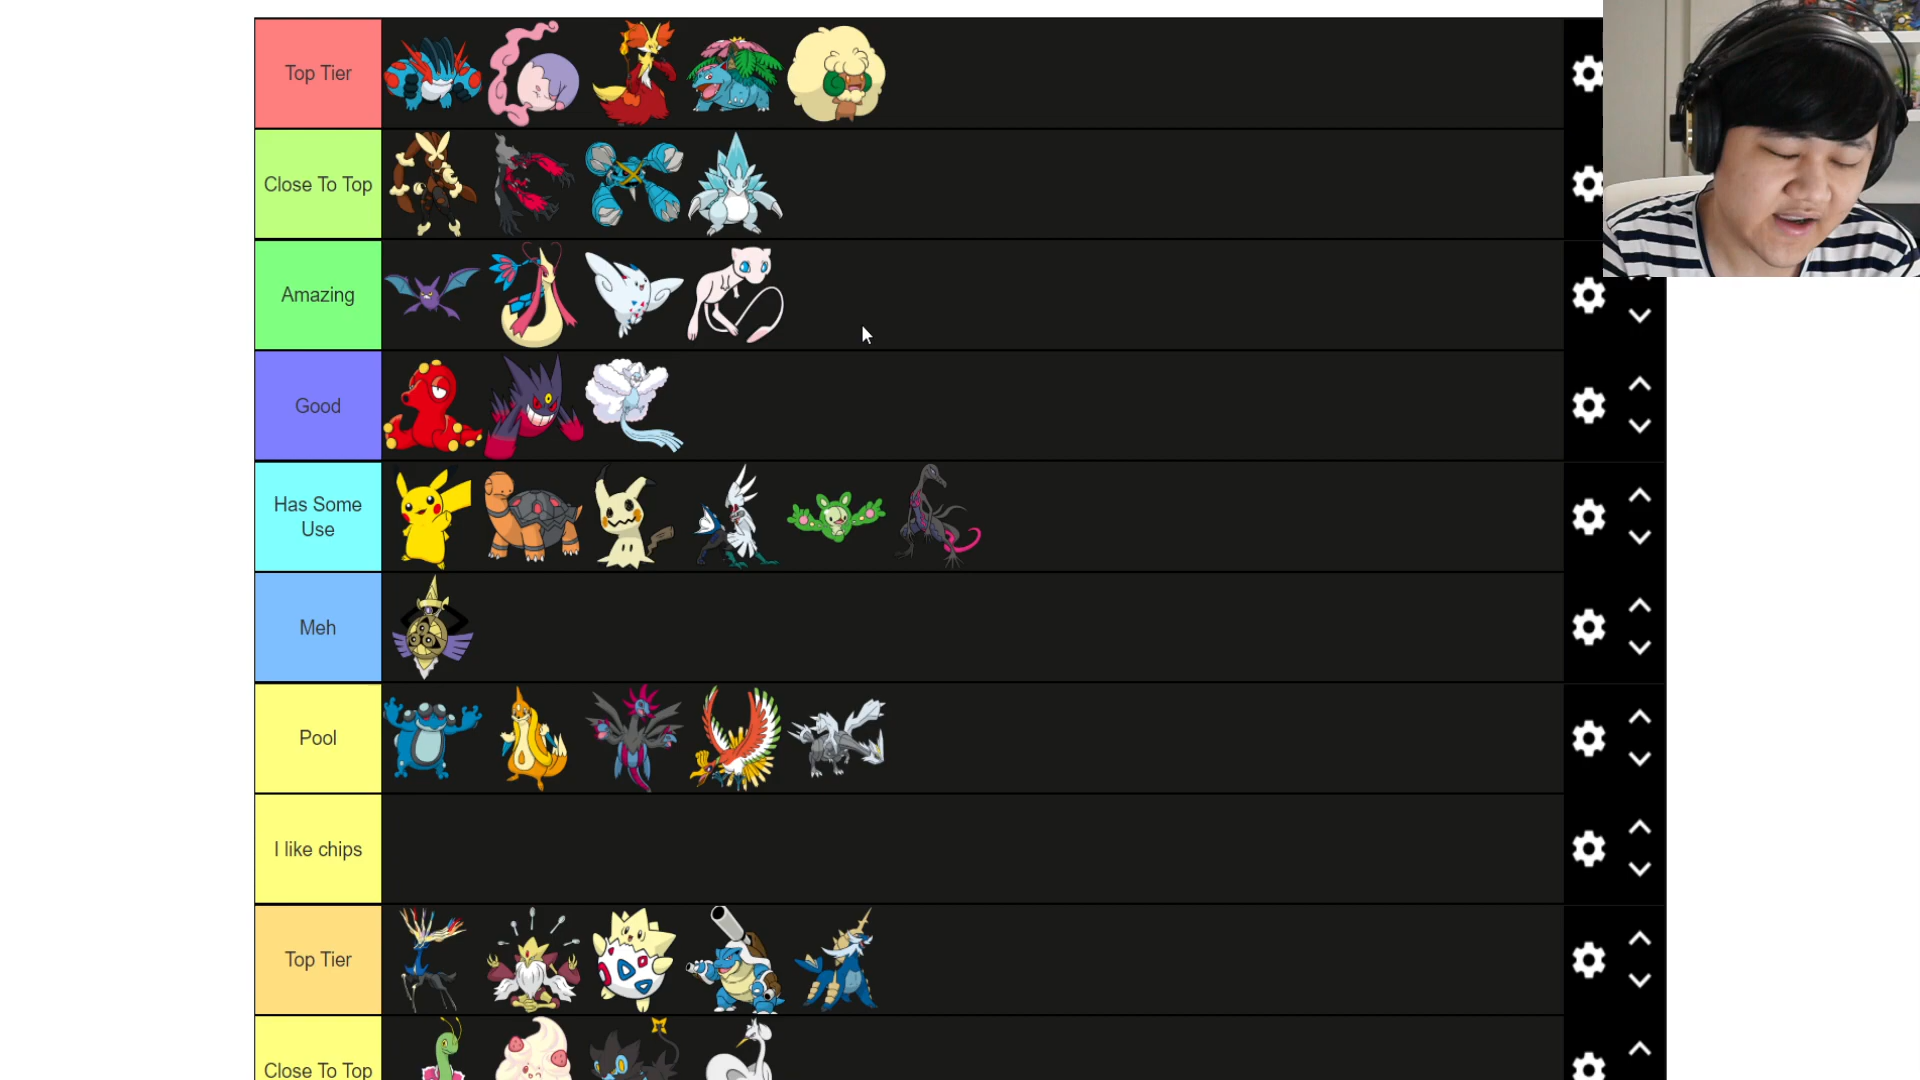 Top Tier
Close To Top
Amazing
Good
Has Some
Use
Meh
Pool
I like chips
Top Tier
Close To Top